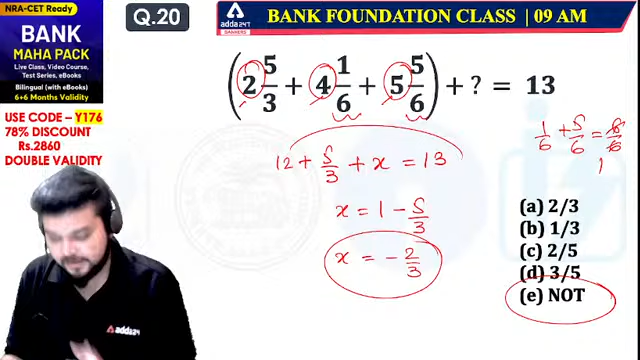 NRA-CET Ready
BANK
MAHA PACK
Live Class, Video Course,
Test Series, eBooks
Bilingual (with eBooks)
6+6 Months Validity
USE CODE - Y176
78% DISCOUNT
Rs.2860
DOUBLE VALIDITY
Q.20
adda247
BANKERS
BANK FOUNDATION CLASS | 09 AM
(2 5/3 + 4 1/6 + 5 5/6) + ? = 13
12 + 5/3 + x = 13
x = 1 - 5/3
x = - 2/3
1/6 + 5/6 = 6/6
1
(a) 2/3
(b) 1/3
(c) 2/5
(d) 3/5
(e) NOT
adda247